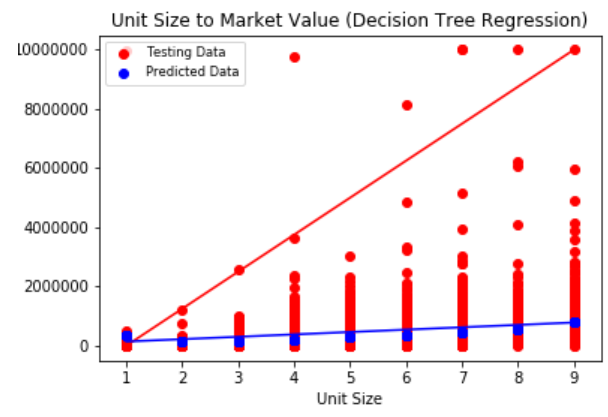 Unit Size to Market Value (Decision Tree Regression)
10000000
Testing Data
Predicted Data
8000000
6000000
4000000
2000000
0
1 2 3 4 5 6 7 8 9
Unit Size